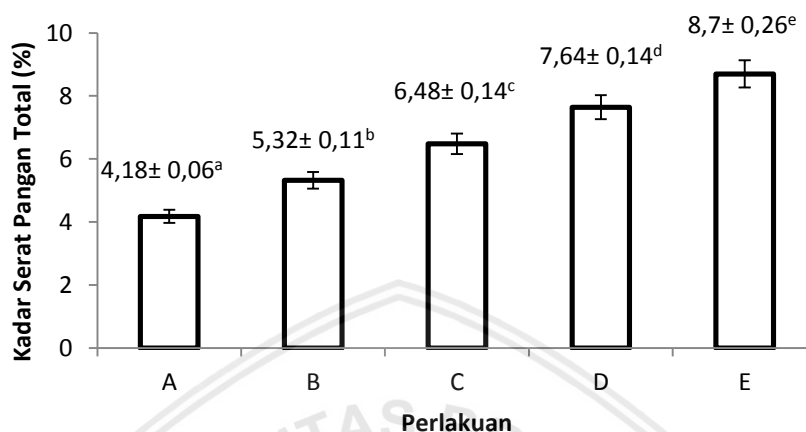 Kadar Serat Pangan Total (%)
10
8
6
4
2
0
4,18± 0,06ᵃ
5,32± 0,11ᵇ
6,48± 0,14ᶜ
7,64± 0,14ᵈ
8,7± 0,26ᵉ
A B C D E
Perlakuan